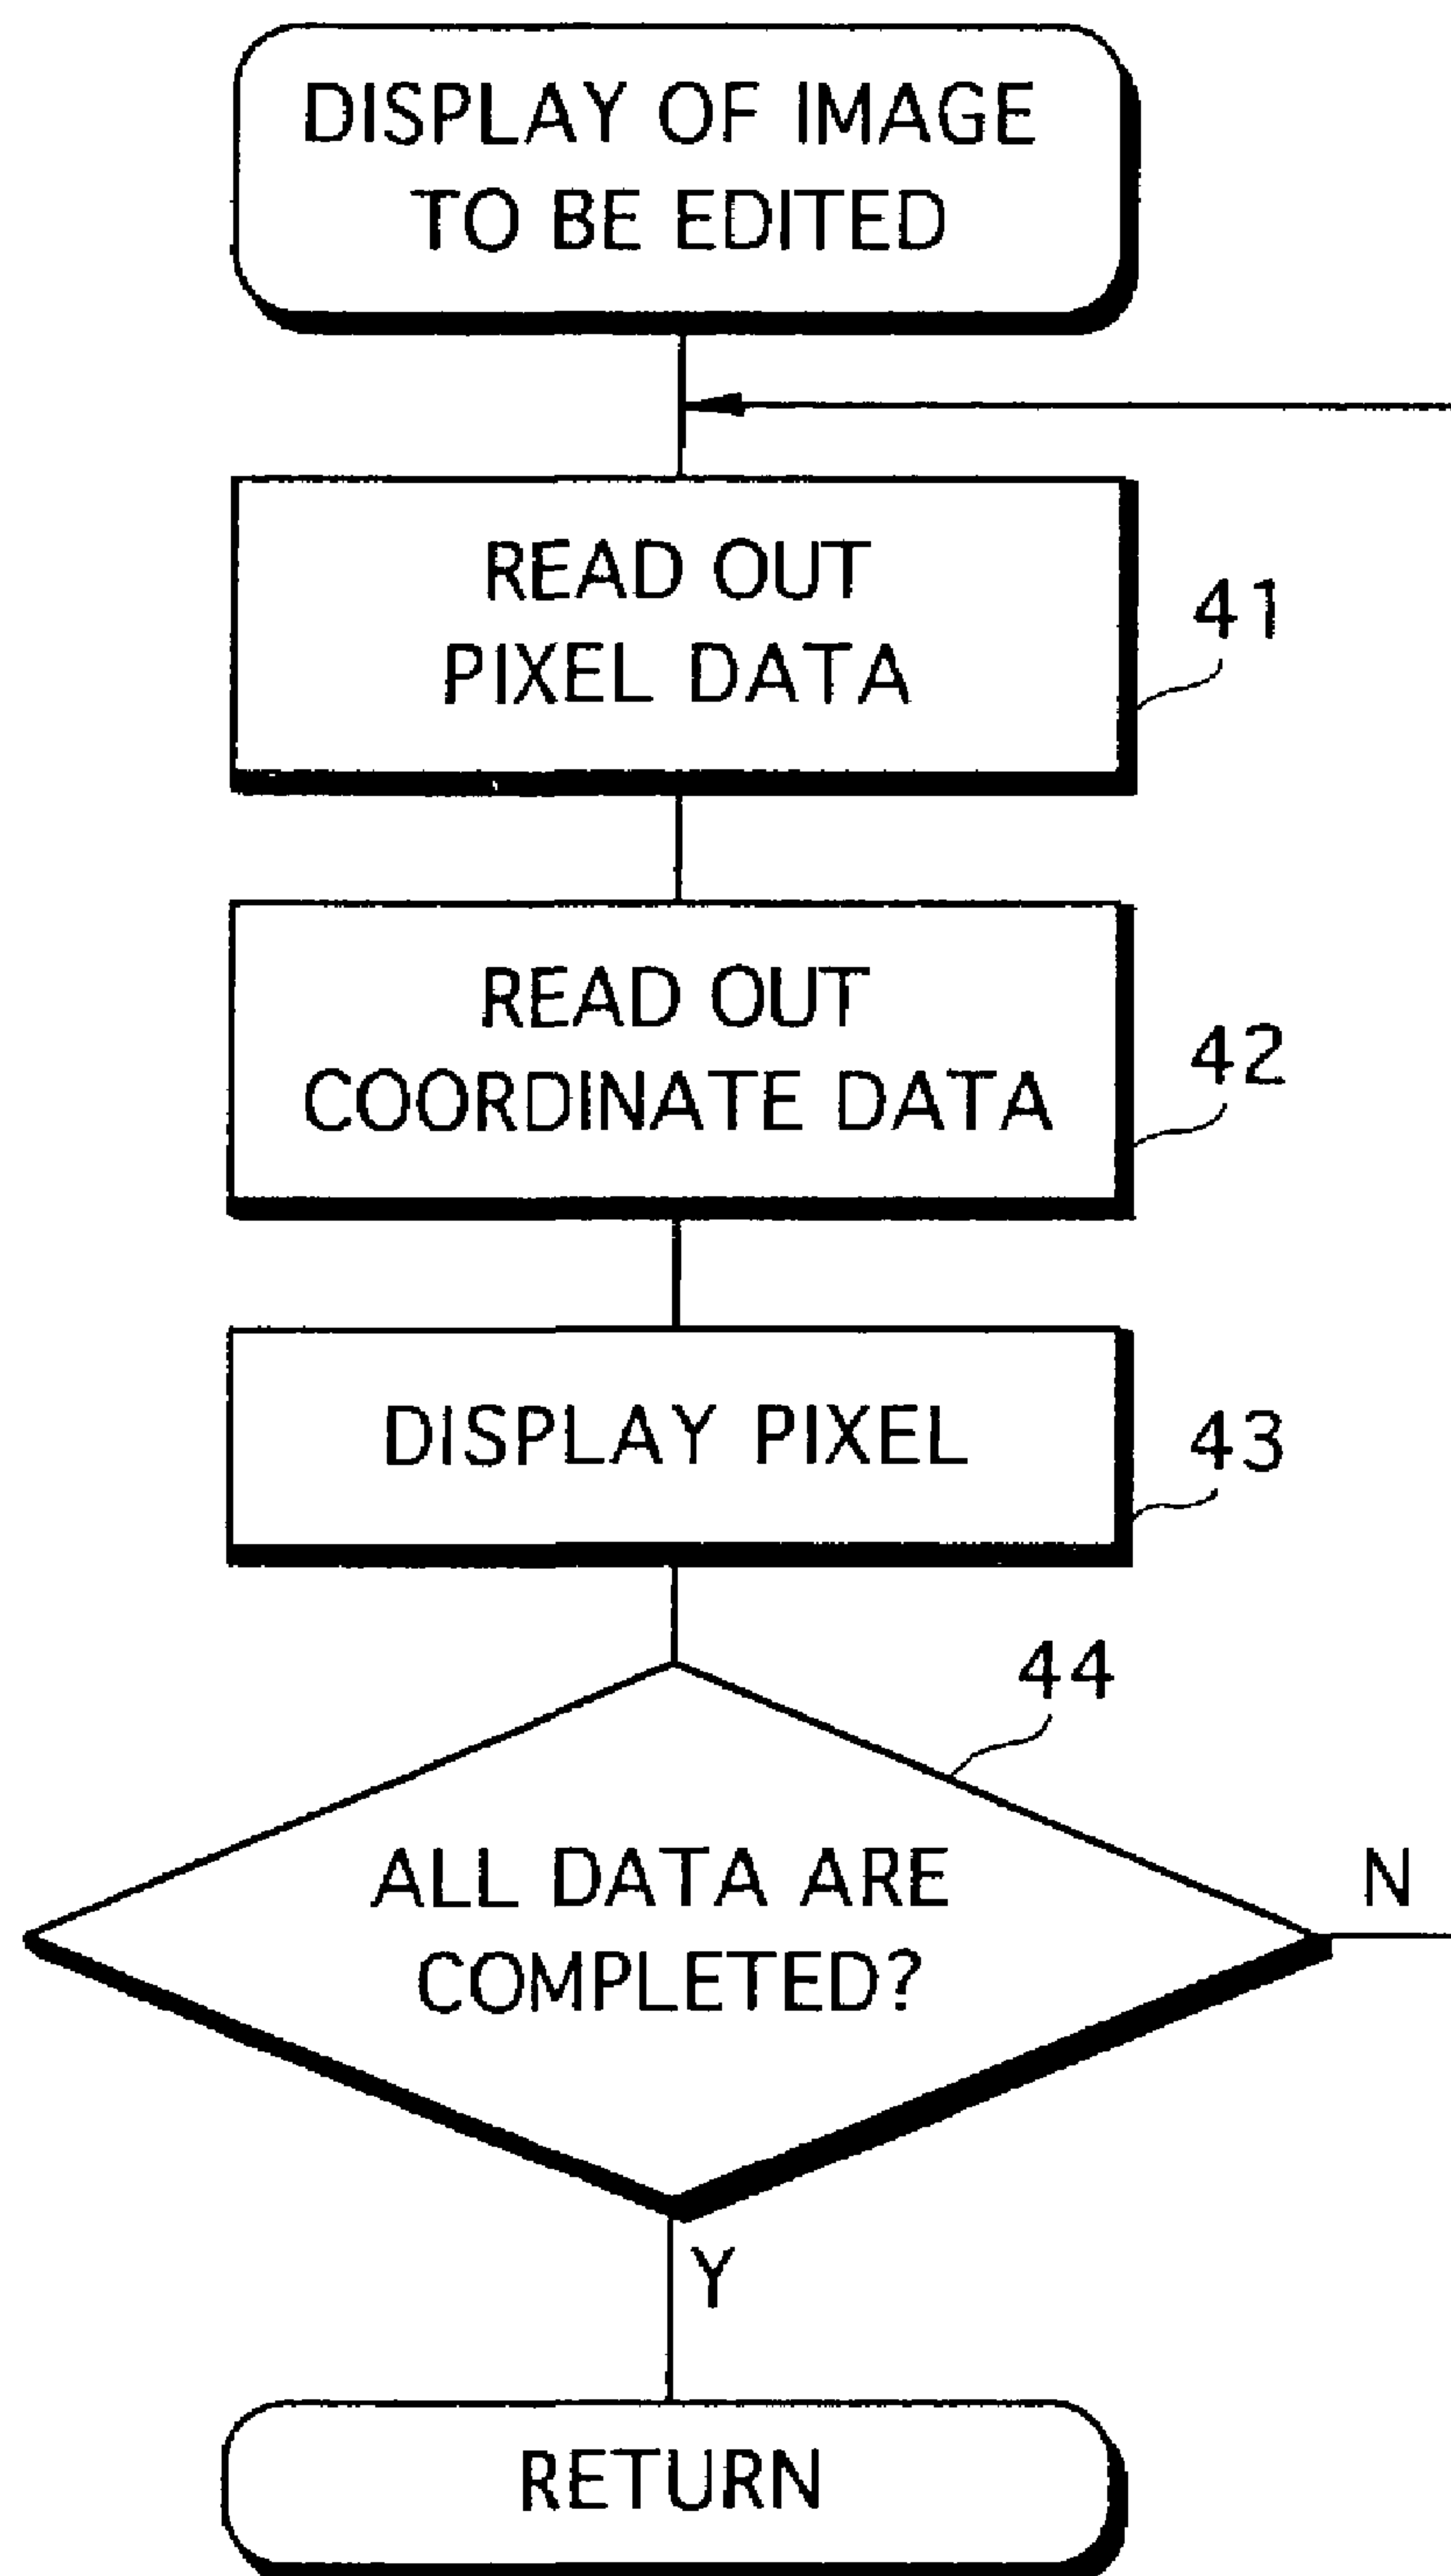 DISPLAY OF IMAGE
TO BE EDITED
READ OUT
PIXEL DATA
41
READ OUT
COORDINATE DATA
42
DISPLAY PIXEL
43
44
ALL DATA ARE
COMPLETED?
N
Y
RETURN